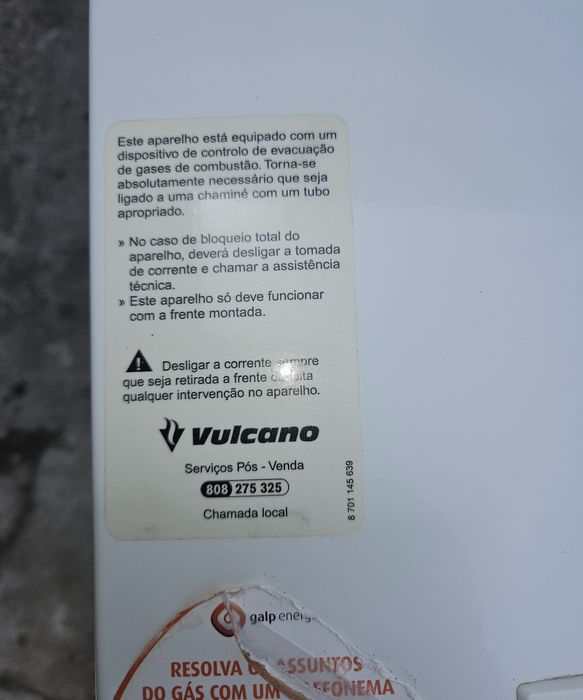 Este aparelho está equipado com um
dispositivo de controlo de evacuação
de gases de combustão. Torna-se
absolutamente necessário que seja
ligado a uma chaminé com um tubo
apropriado.
» No caso de bloqueio total do
aparelho, deverá desligar a tomada
de corrente e chamar a assistência
técnica.
» Este aparelho só deve funcionar
com a frente montada.
! Desligar a corrente sempre
que seja retirada a frente
qualquer intervenção no aparelho.
Vulcano
Serviços Pós - Venda
808 275 325
Chamada local
8 701 145 639
galp
RESOLVA ASSUNTOS
DO GÁS COM UM